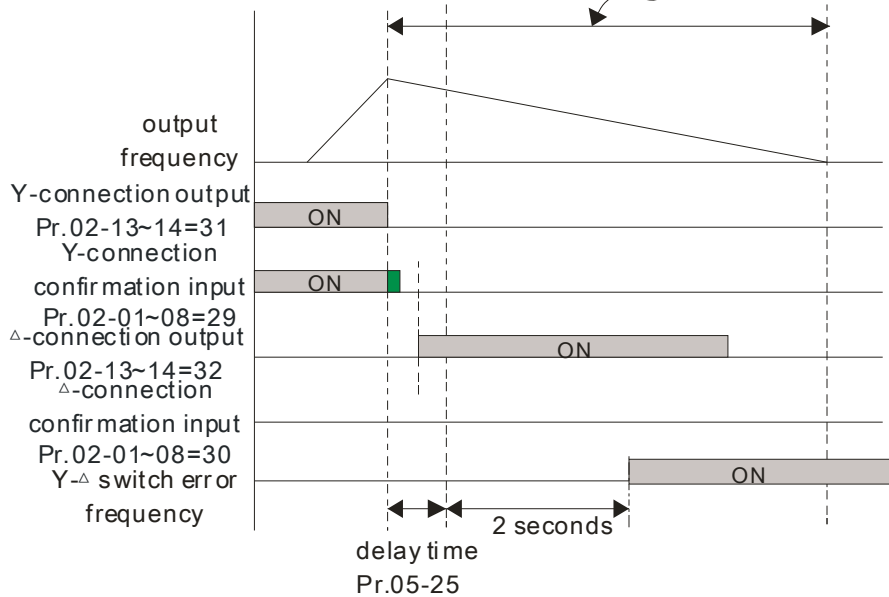 output
frequency
Y-connection output
ON
Pr.02-13~14=31
Y-connection
confirmation input
ON
Pr.02-01~08=29
△-connection output
ON
Pr.02-13~14=32
△-connection
confirmation input
Pr.02-01~08=30
Y-△ switch error
ON
frequency
2 seconds
delay time
Pr.05-25